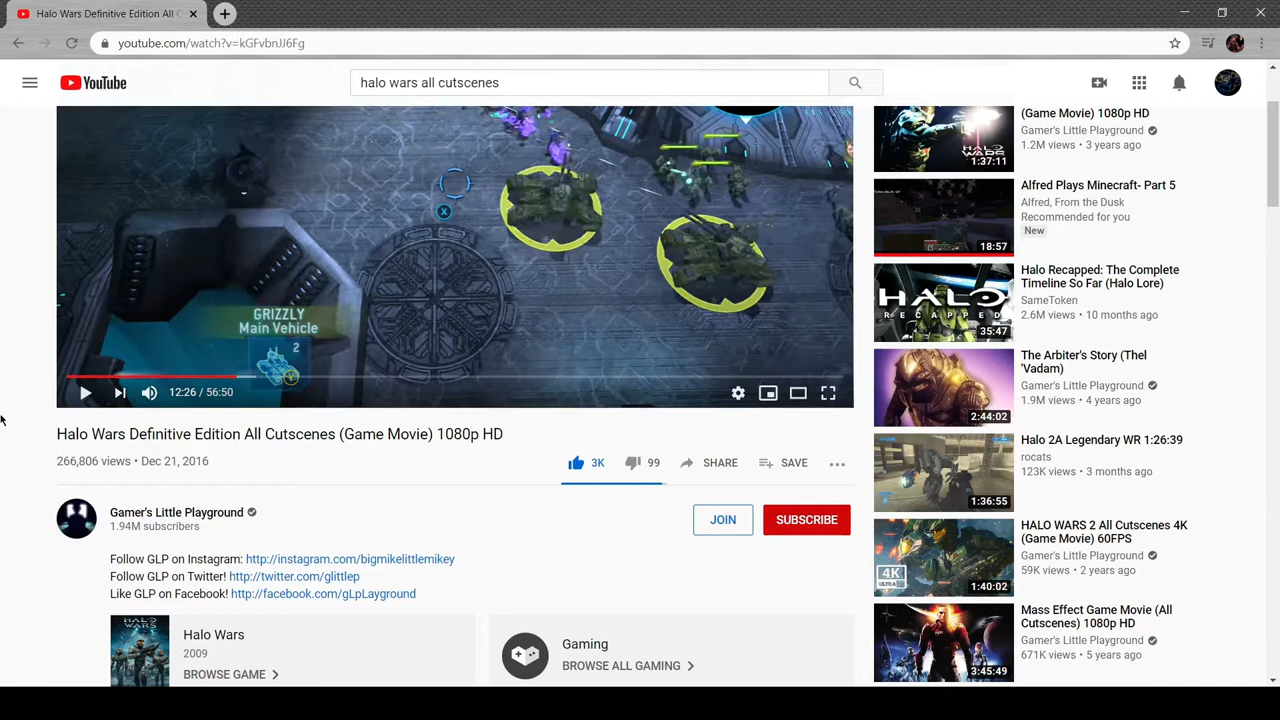 Halo Wars Definitive Edition All C
youtube.com/watch?v=kGFvbnJJ6Fg
YouTube
halo wars all cutscenes
X
GRIZZLY
Main Vehicle
2
Y
12:26 / 56:50
Halo Wars Definitive Edition All Cutscenes (Game Movie) 1080p HD
266,806 views • Dec 21, 2016
3K
99
SHARE
SAVE
Gamer's Little Playground
1.94M subscribers
JOIN
SUBSCRIBE
Follow GLP on Instagram: http://instagram.com/bigmikelittlemikey
Follow GLP on Twitter! http://twitter.com/glittlep
Like GLP on Facebook! http://facebook.com/gLpLayground
HALO WARS
Halo Wars
2009
BROWSE GAME
Gaming
BROWSE ALL GAMING
HALO
WARS
1:37:11
(Game Movie) 1080p HD
Gamer's Little Playground
1.2M views • 3 years ago
18:57
Alfred Plays Minecraft- Part 5
Alfred, From the Dusk
Recommended for you
New
HALO
RECAPPED
35:47
Halo Recapped: The Complete
Timeline So Far (Halo Lore)
SameToken
2.6M views • 10 months ago
2:44:02
The Arbiter's Story (Thel
'Vadam)
Gamer's Little Playground
1.9M views • 4 years ago
1:36:55
Halo 2A Legendary WR 1:26:39
rocats
123K views • 3 months ago
4K
ULTRA HD
1:40:02
HALO WARS 2 All Cutscenes 4K
(Game Movie) 60FPS
Gamer's Little Playground
59K views • 2 years ago
3:45:49
Mass Effect Game Movie (All
Cutscenes) 1080p HD
Gamer's Little Playground
671K views • 5 years ago